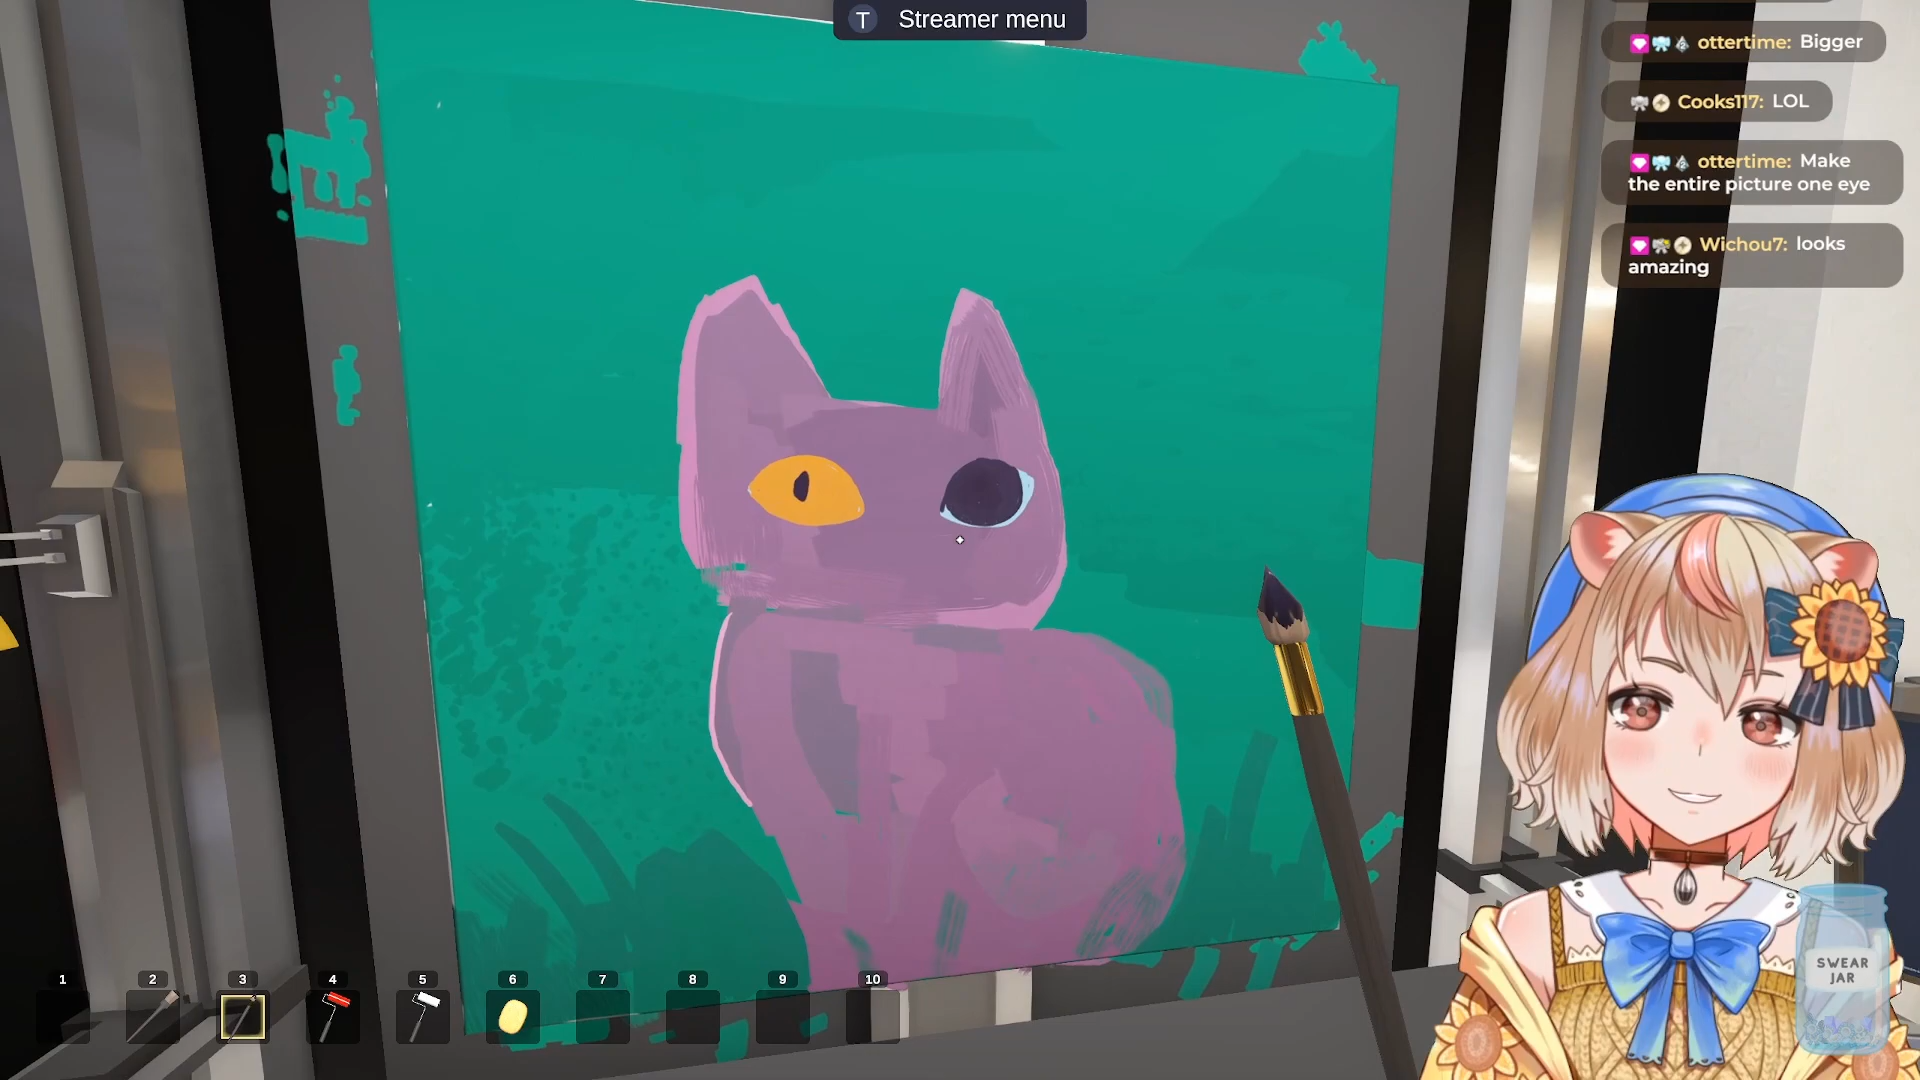 T Streamer menu
ottertime: Bigger
Cooks117: LOL
ottertime: Make
the entire picture one eye
Wichou7: looks
amazing
SWEAR
JAR
1 2 3 4 5 6 7 8 9 10